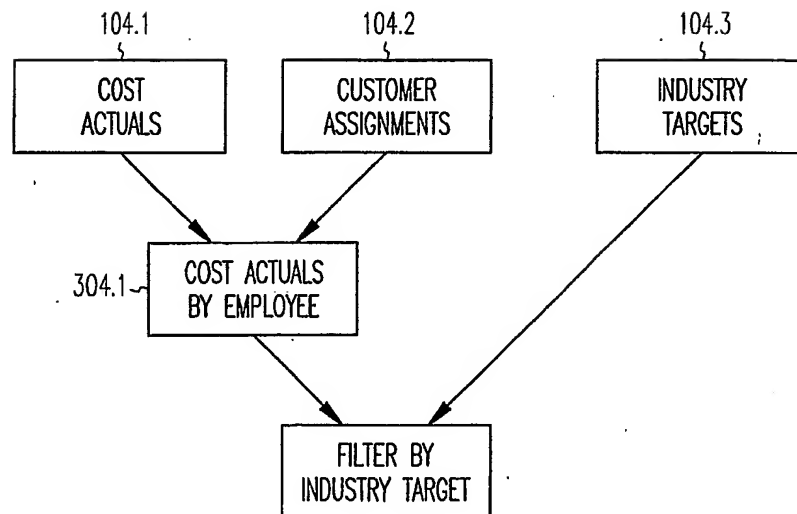 104.1
104.2
104.3
COST
ACTUALS
CUSTOMER
ASSIGNMENTS
INDUSTRY
TARGETS
304.1
COST ACTUALS
BY EMPLOYEE
FILTER BY
INDUSTRY TARGET